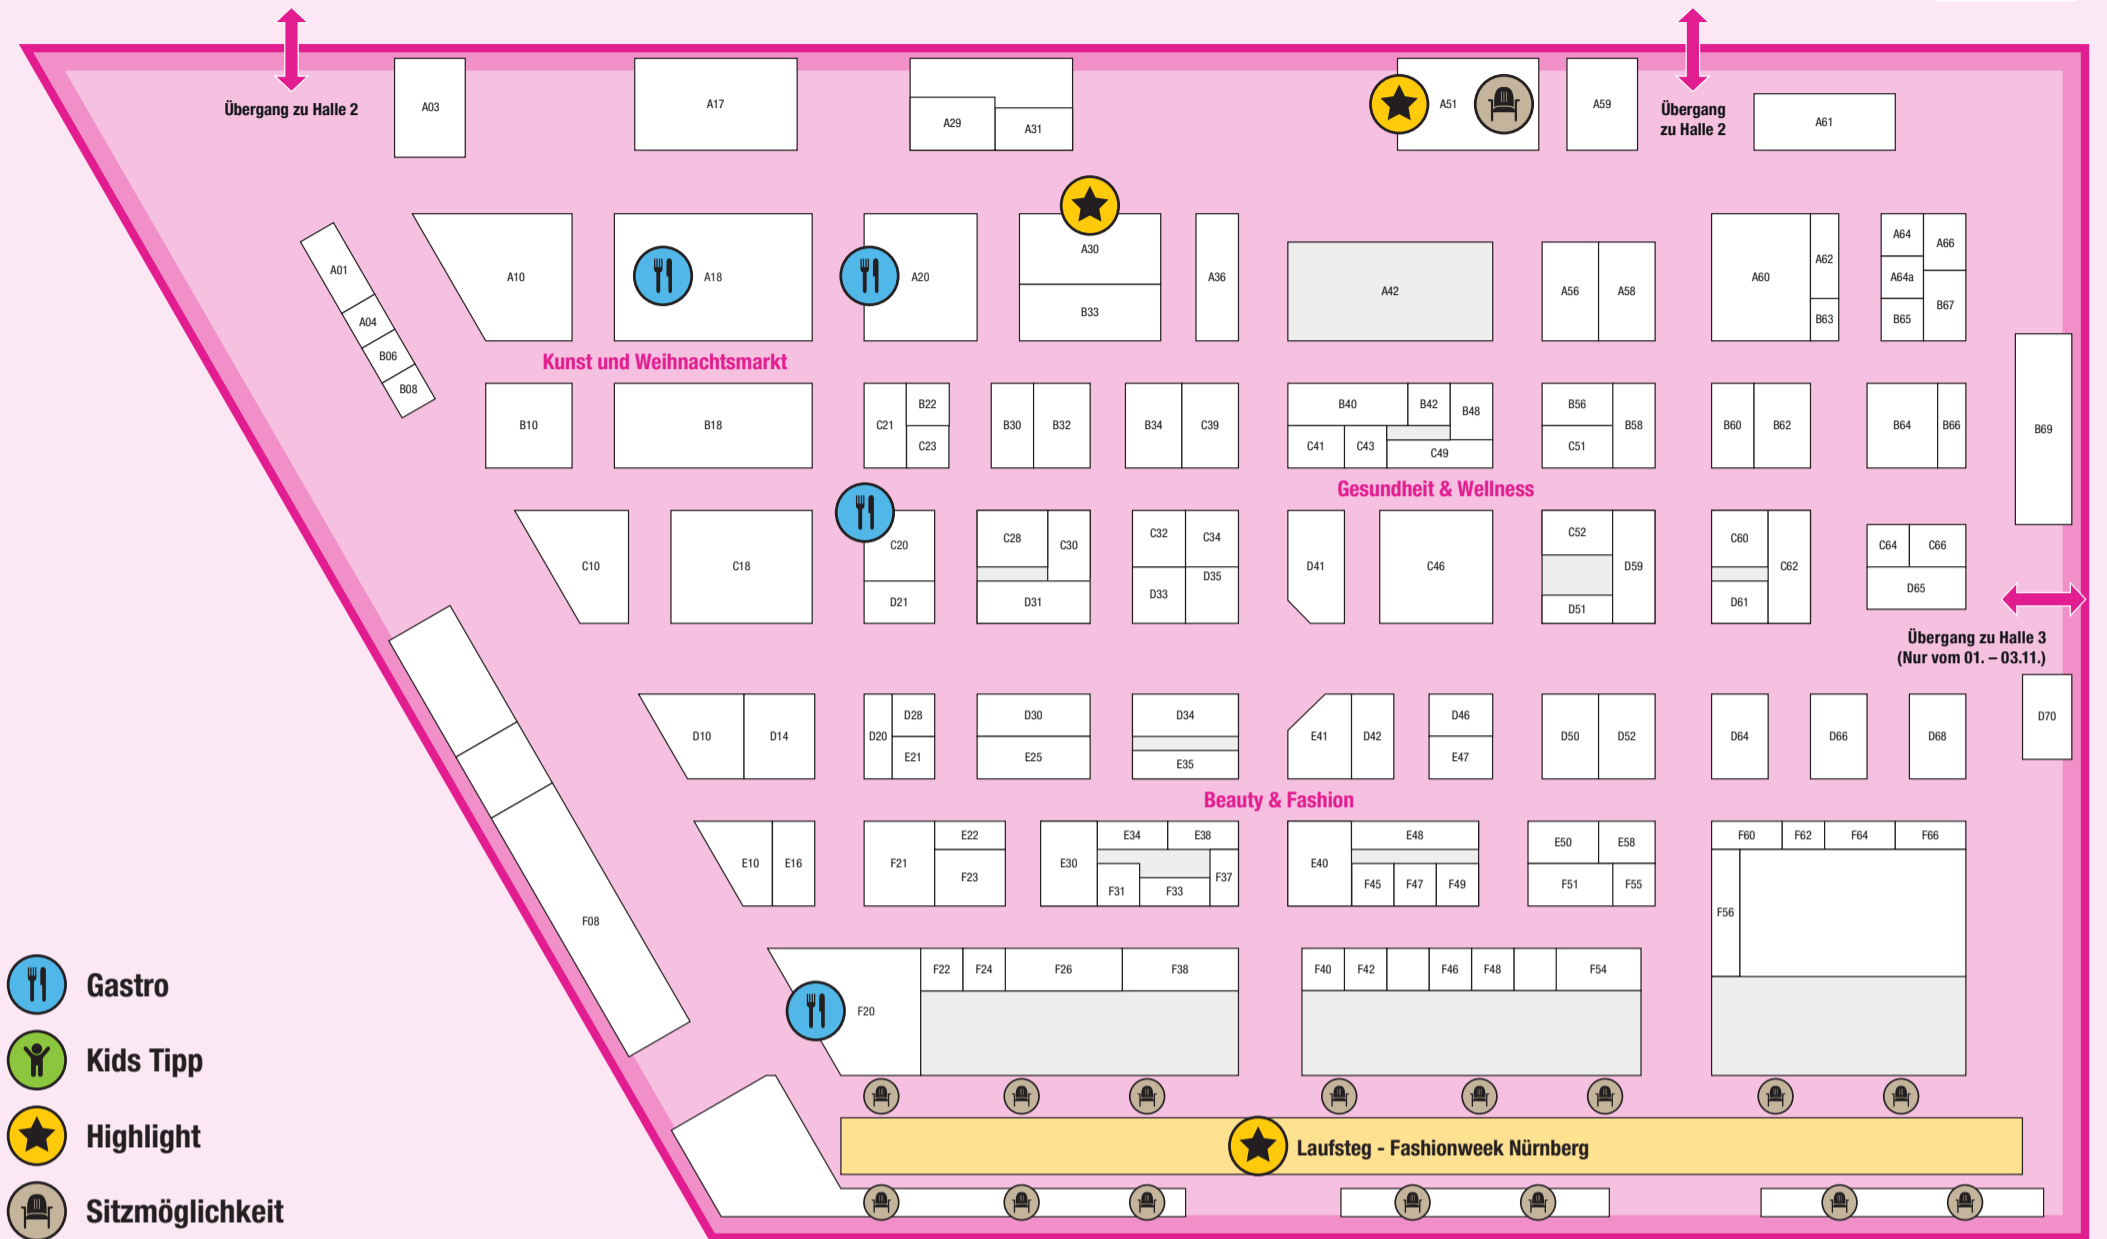 Übergang zu Halle 2
A03
A17
A29
A31
A51
A59
Übergang
zu Halle 2
A61
A01
A04
B06
B08
A10
A18
A20
A30
B33
A36
A42
A56
A58
A60
A62
B63
A64
A66
A64a
B65
B67
Kunst und Weihnachtsmarkt
B10
B18
C21
B22
C23
B30
B32
B34
C39
B40
B42
B48
C41
C43
C49
B56
C51
B58
B60
B62
B64
B66
B69
Gesundheit & Wellness
C10
C18
C20
D21
C28
C30
D31
C32
C34
D33
D35
D41
C46
C52
D51
D59
C60
D61
C62
C64
C66
D65
Übergang zu Halle 3
(Nur vom 01. – 03.11.)
D10
D14
D20
D28
E21
D30
E25
D34
E35
E41
D42
D46
E47
D50
D52
D64
D66
D68
D70
Beauty & Fashion
E10
E16
F21
E22
F23
E30
E34
E38
F31
F33
F37
E40
E48
F45
F47
F49
E50
E58
F51
F55
F60
F62
F64
F66
F56
F08
F20
F22
F24
F26
F38
F40
F42
F46
F48
F54
Laufsteg - Fashionweek Nürnberg
Gastro
Kids Tipp
Highlight
Sitzmöglichkeit